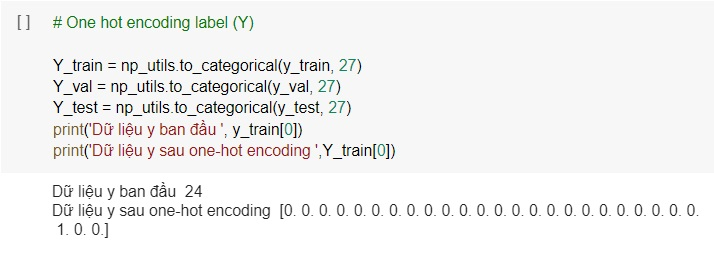 [ ] # One hot encoding label (Y)
Y_train = np_utils.to_categorical(y_train, 27)
Y_val = np_utils.to_categorical(y_val, 27)
Y_test = np_utils.to_categorical(y_test, 27)
print('Dữ liệu y ban đầu ', y_train[0])
print('Dữ liệu y sau one-hot encoding ',Y_train[0])
Dữ liệu y ban đầu  24
Dữ liệu y sau one-hot encoding  [0. 0. 0. 0. 0. 0. 0. 0. 0. 0. 0. 0. 0. 0. 0. 0. 0. 0. 0. 0. 0. 0. 0. 0.
1. 0. 0.]